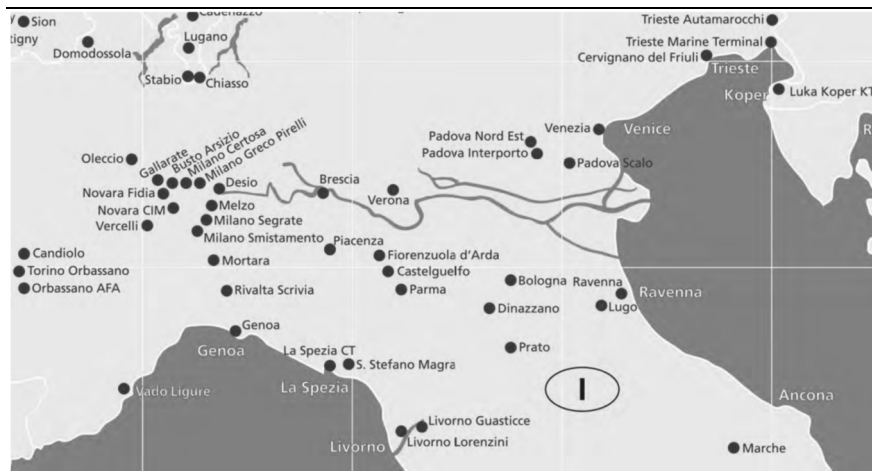 Cadenazzo
Trieste Autamarocchi
Sion
tigny
Lugano
Domodossola
Trieste Marine Terminal
Cervignano del Friuli
Trieste
Stabio
Chiasso
Koper
Luka Koper KT
R
Venezia
Venice
Padova Nord Est
Padova Interporto
Padova Scalo
Oleccio
Gallarate
Busto Arsizio
Milano Certosa
Milano Greco Pirelli
Desio
Brescia
Verona
Novara Fidia
Novara CIM
Melzo
Vercelli
Milano Segrate
Milano Smistamento
Piacenza
Candiolo
Fiorenzuola d'Arda
Torino Orbassano
Mortara
Castelguelfo
Orbassano AFA
Rivalta Scrivia
Parma
Bologna
Ravenna
Ravenna
Dinazzano
Lugo
Genoa
Genoa
Prato
La Spezia CT
S. Stefano Magra
La Spezia
I
Vado Ligure
Ancona
Livorno Guasticce
Livorno
Livorno Lorenzini
Marche